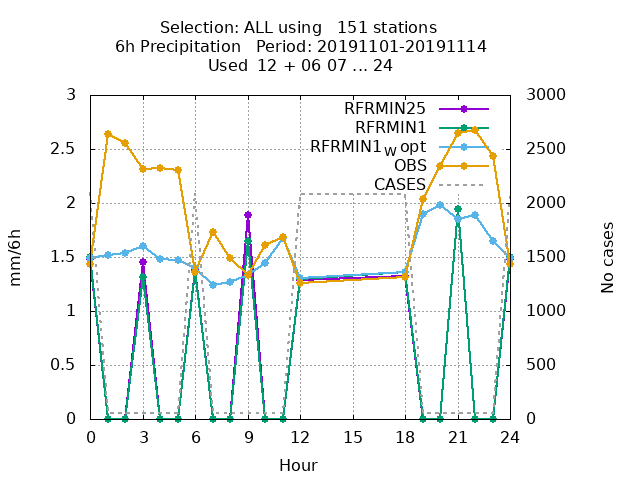 Selection: ALL using   151 stations
6h Precipitation   Period: 20191101-20191114
Used  12 + 06 07 ... 24
RFRMIN25
RFRMIN1
RFRMIN1w opt
OBS
CASES
3
2.5
2
1.5
1
0.5
0
3000
2500
2000
1500
1000
500
0
mm/6h
No cases
0 3 6 9 12 15 18 21 24
Hour